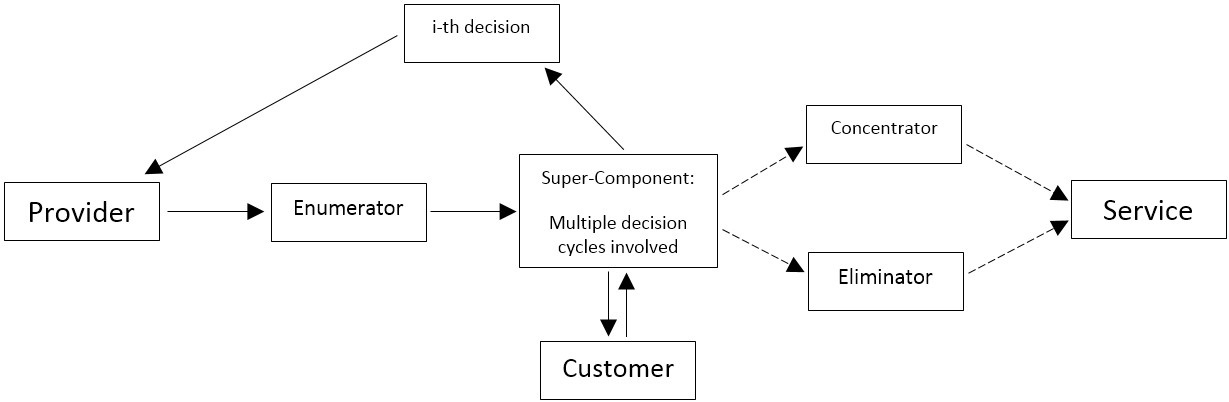 i-th decision
Provider
Enumerator
Super-Component:
Multiple decision
cycles involved
Concentrator
Eliminator
Service
Customer